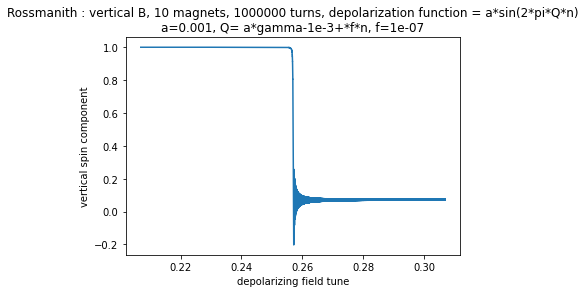 Rossmanith : vertical B, 10 magnets, 1000000 turns, depolarization function = a*sin(2*pi*Q*n)
a=0.001, Q= a*gamma-1e-3+*f*n, f=1e-07
1.0
0.8
0.6
0.4
0.2
0.0
−0.2
vertical spin component
0.22 0.24 0.26 0.28 0.30
depolarizing field tune